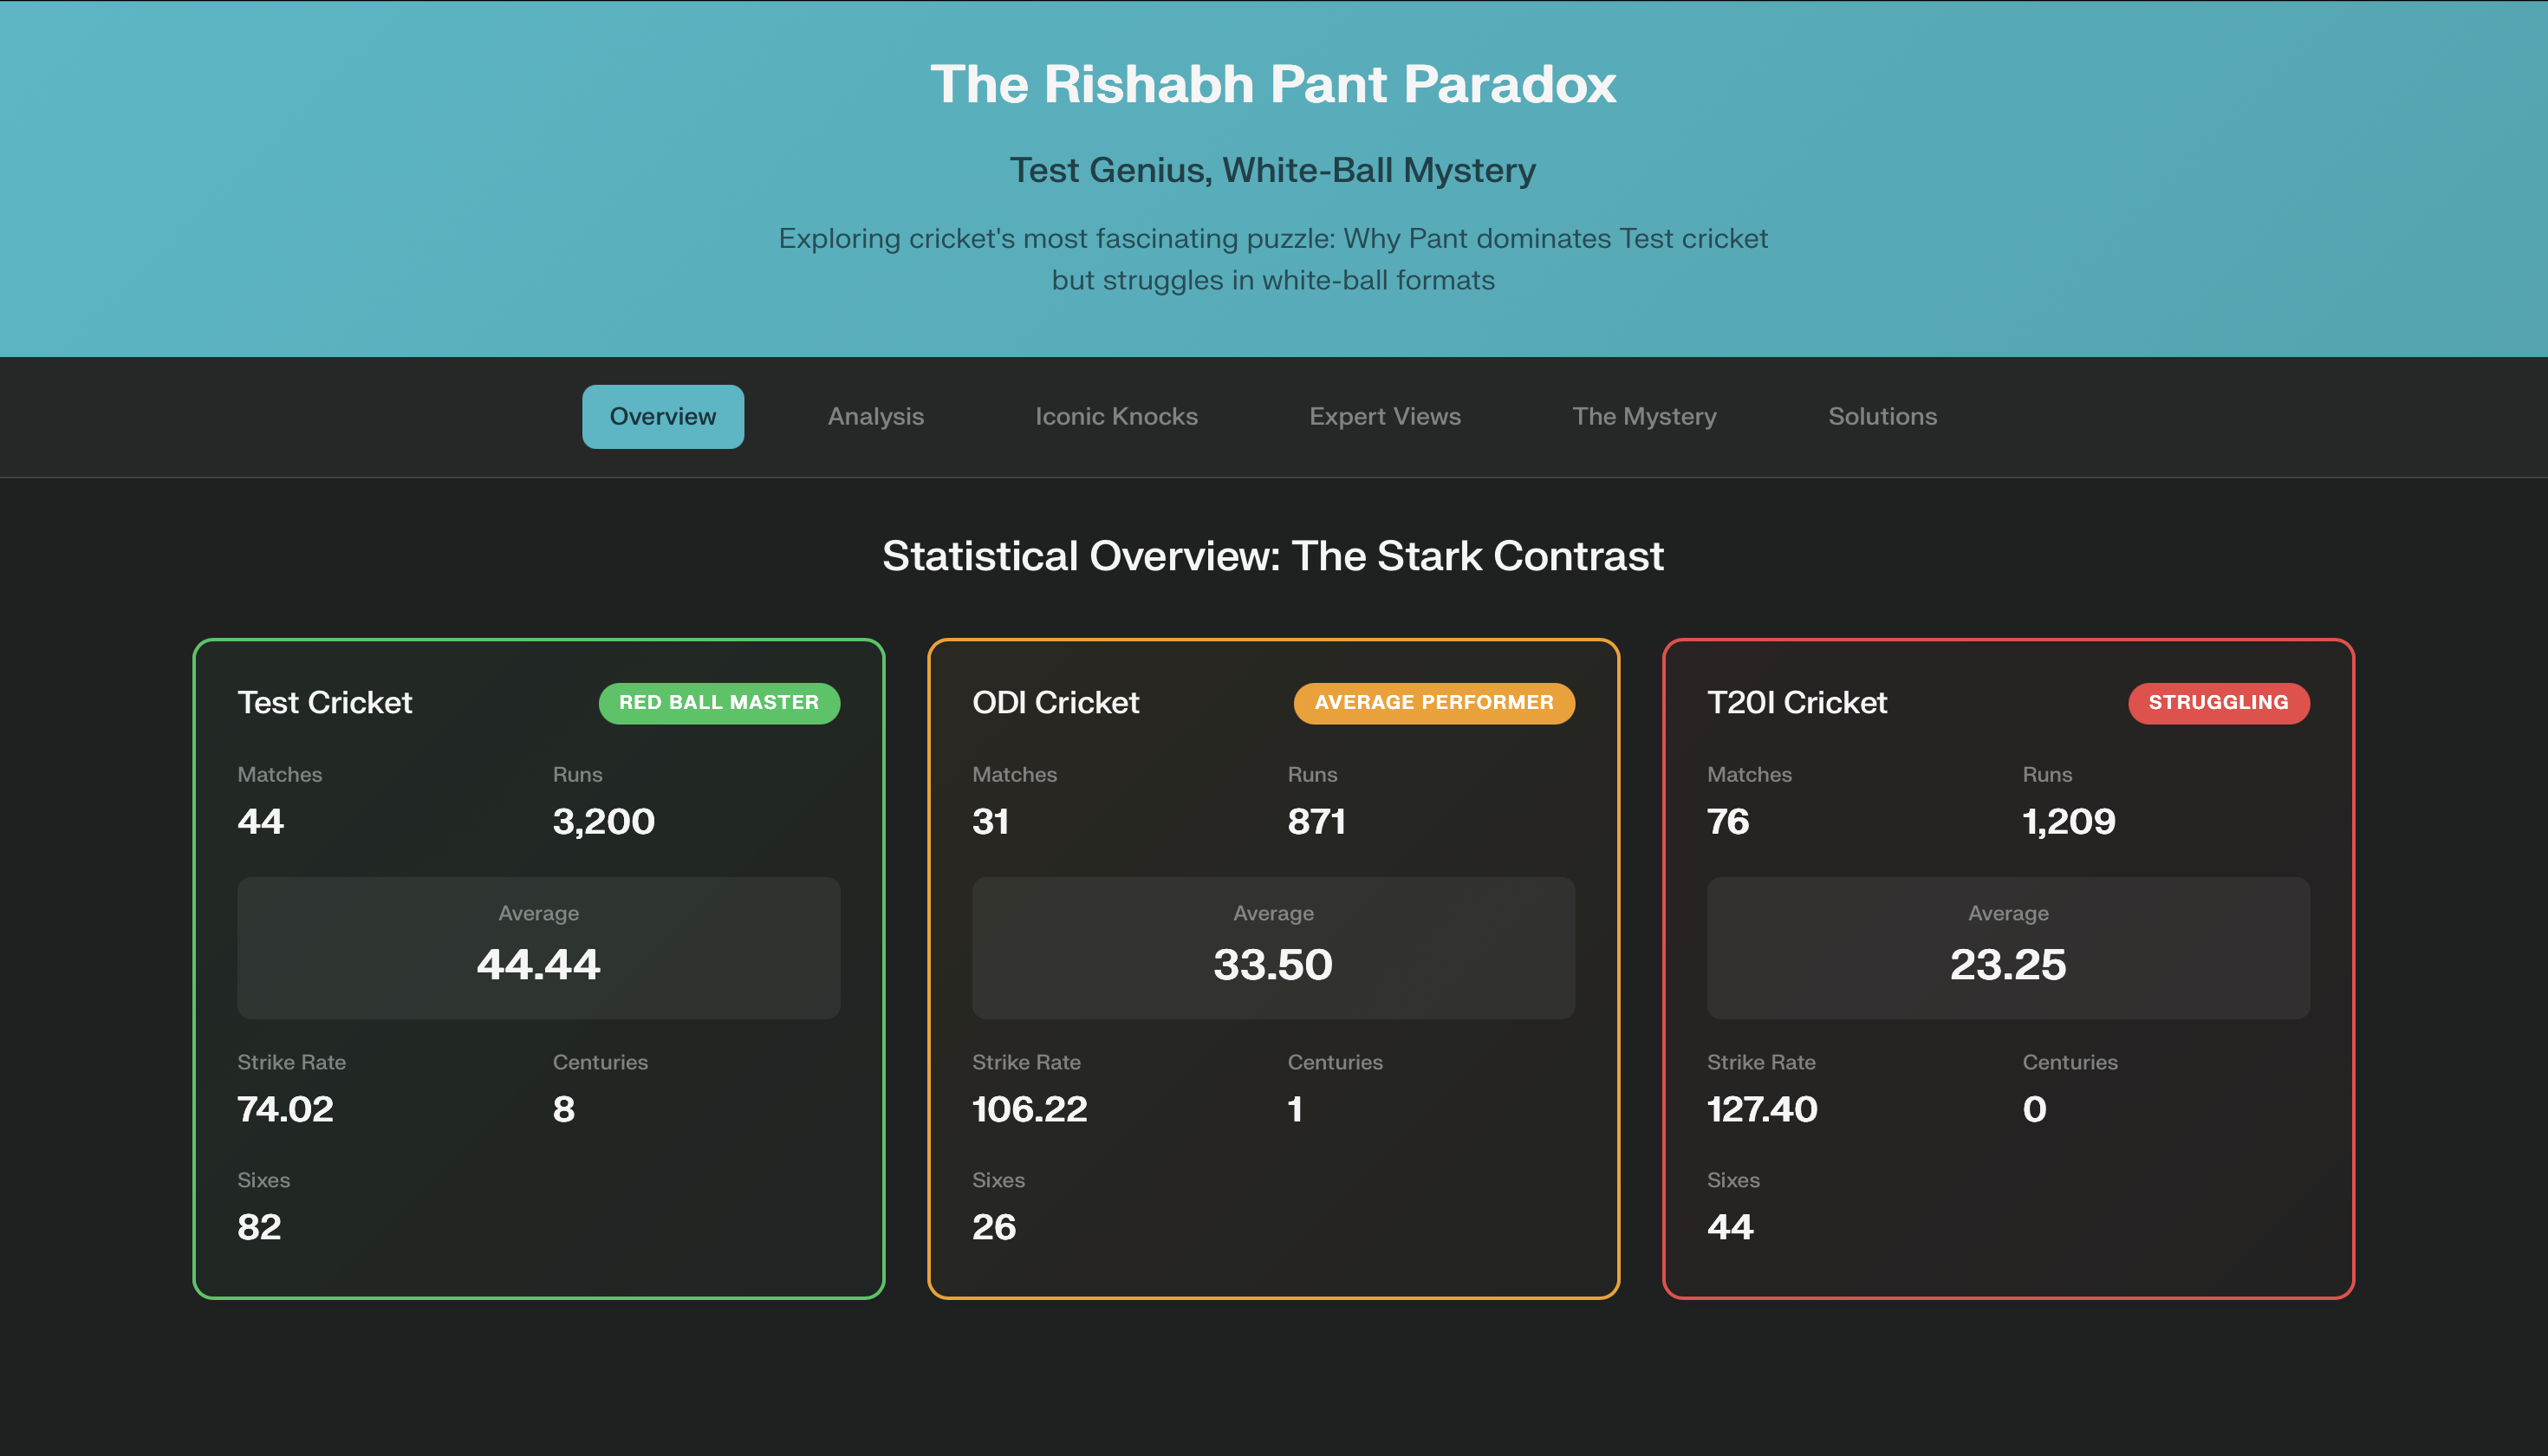 The Rishabh Pant Paradox
Test Genius, White-Ball Mystery
Exploring cricket's most fascinating puzzle: Why Pant dominates Test cricket
but struggles in white-ball formats
Overview Analysis Iconic Knocks Expert Views The Mystery Solutions
Statistical Overview: The Stark Contrast
Test Cricket RED BALL MASTER
Matches Runs
44 3,200
Average
44.44
Strike Rate Centuries
74.02 8
Sixes
82
ODI Cricket AVERAGE PERFORMER
Matches Runs
31 871
Average
33.50
Strike Rate Centuries
106.22 1
Sixes
26
T20I Cricket STRUGGLING
Matches Runs
76 1,209
Average
23.25
Strike Rate Centuries
127.40 0
Sixes
44